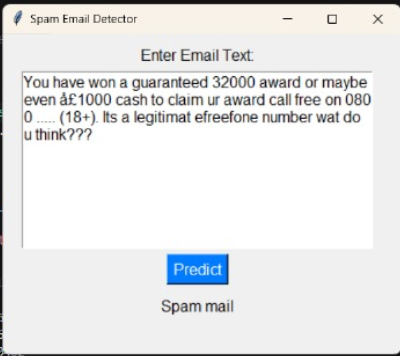 Spam Email Detector
Enter Email Text:
You have won a guaranteed 32000 award or maybe
even å£1000 cash to claim ur award call free on 080
0 ..... (18+). Its a legitimat efreefone number wat do
u think???
Predict
Spam mail